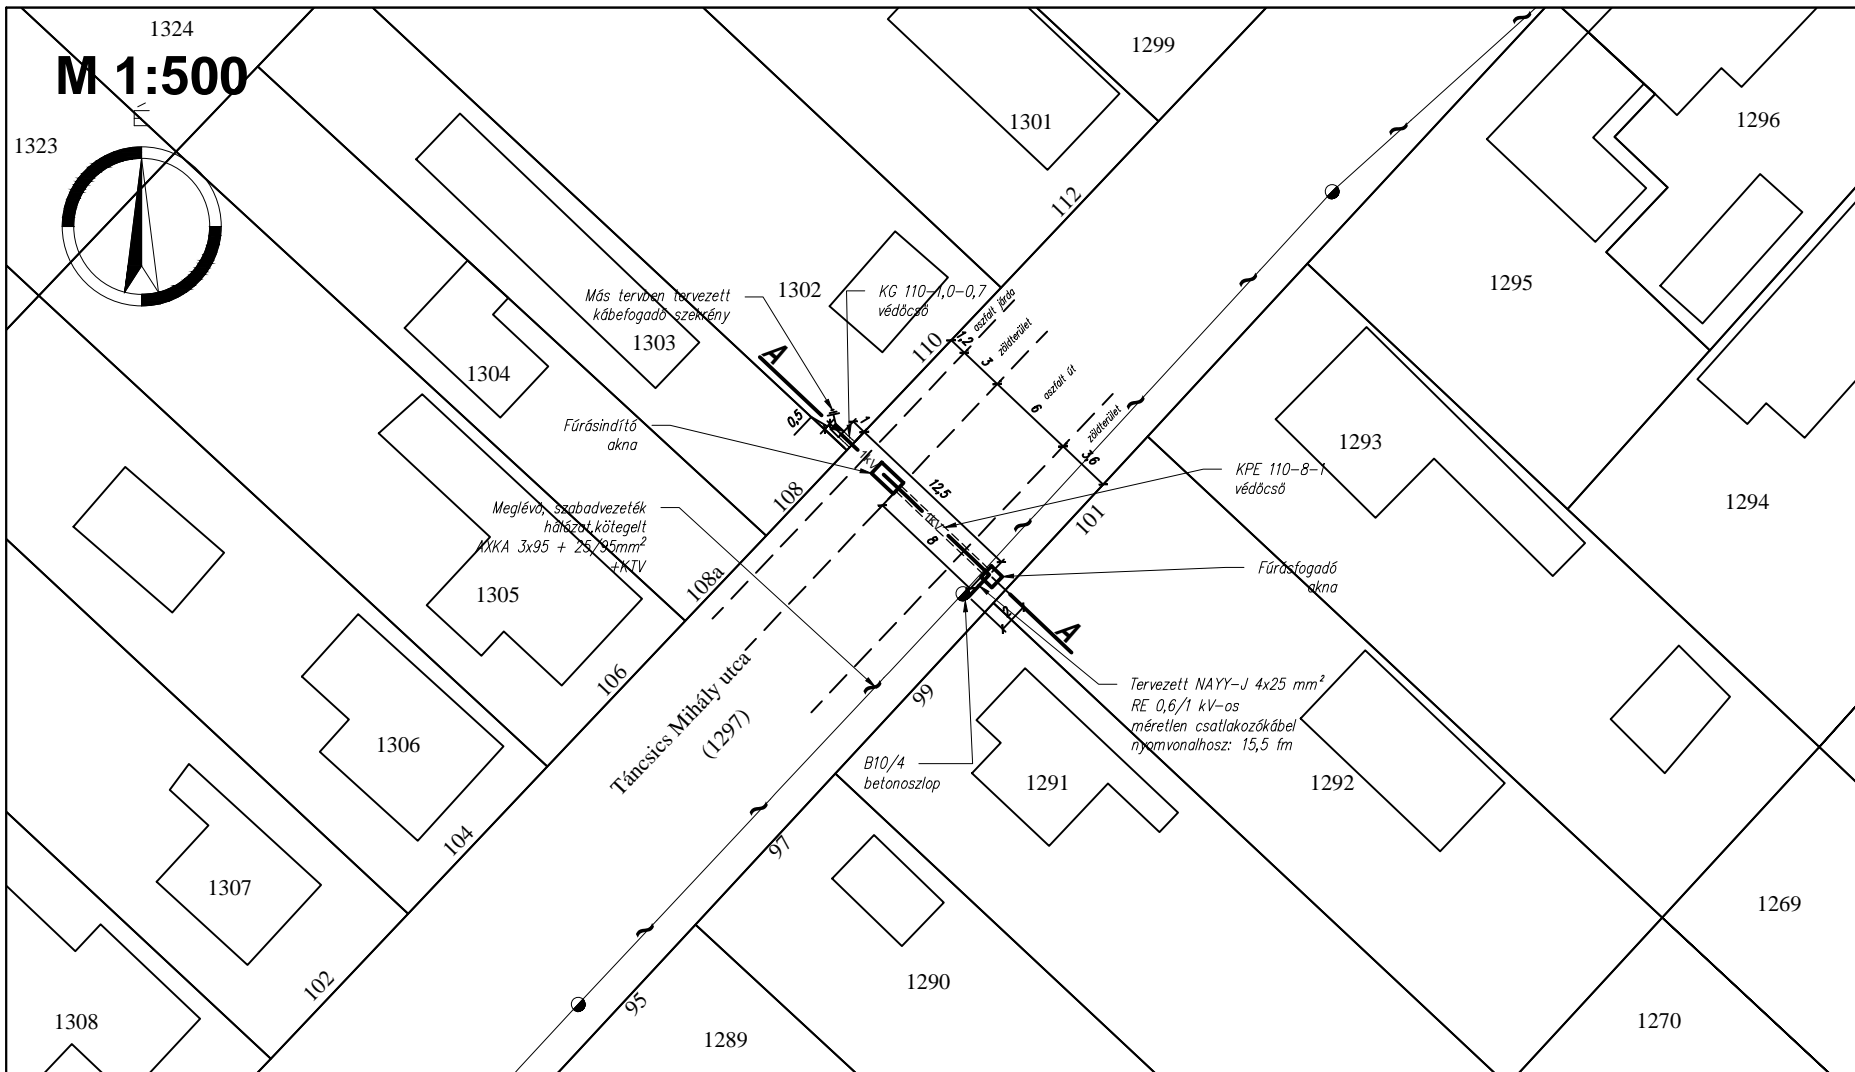 1324
M 1:500
É
1323
1299
1301
1296
112
1302
Más tervben tervezett
kábefogadó szekrény
KG 110-1,0-0,7
védőcső
1295
1303
1304
110
1,2
aszfalt járda
3
zöldterület
6
aszfalt út
zöldterület
3,6
A
0,5
1
1
Fúrásindító
akna
1kV
12,5
1293
1294
KPE 110-8-1
védőcső
108
Meglévő, szabadvezeték
hálózat,kötegelt
AXKA 3x95 + 25/95mm²
+KTV
1kV
8
101
Fúrásfogadó
akna
108a
1305
2
A
106
Táncsics Mihály utca
(1297)
99
Tervezett NAYY-J 4x25 mm²
RE 0,6/1 kV-os
méretlen csatlakozókábel
nyomvonalhosz: 15,5 fm
1306
B10/4
betonoszlop
1291
1292
104
97
1307
1269
102
95
1290
1308
1289
1270